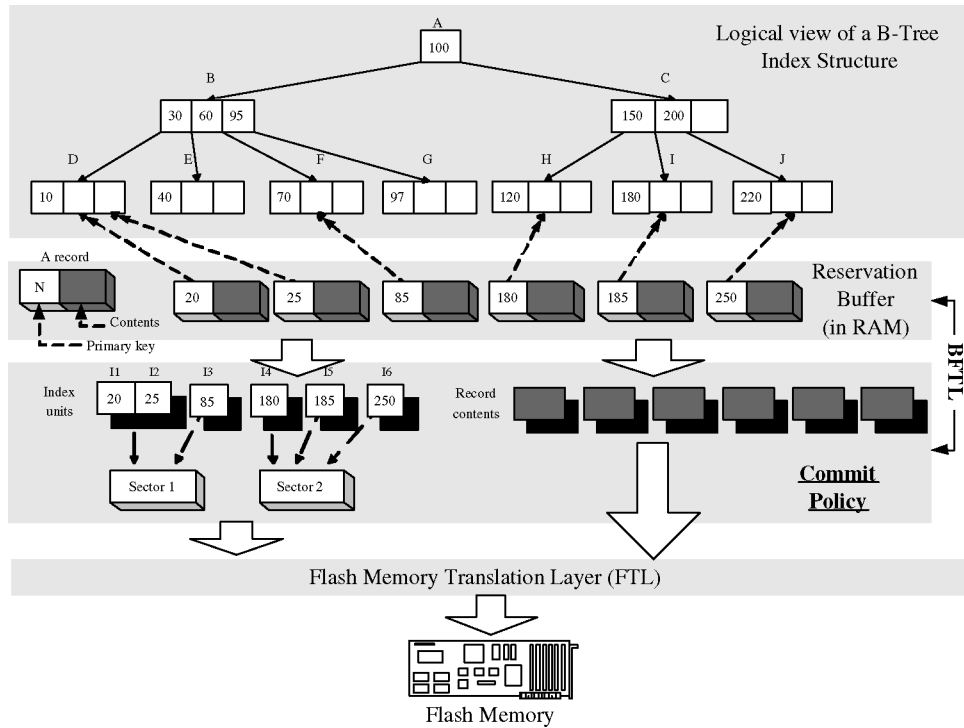 A
100
Logical view of a B-Tree
Index Structure
B
C
30 60 95
150 200
D E F G H I J
10 40 70 97 120 180 220
A record
N
Contents
Primary key
20 25 85 180 185 250
Reservation
Buffer
(in RAM)
BFTL
I1 I2 I3 I4 I5 I6
Index
units
20 25 85 180 185 250
Record
contents
Sector 1
Sector 2
Commit
Policy
Flash Memory Translation Layer (FTL)
Flash Memory